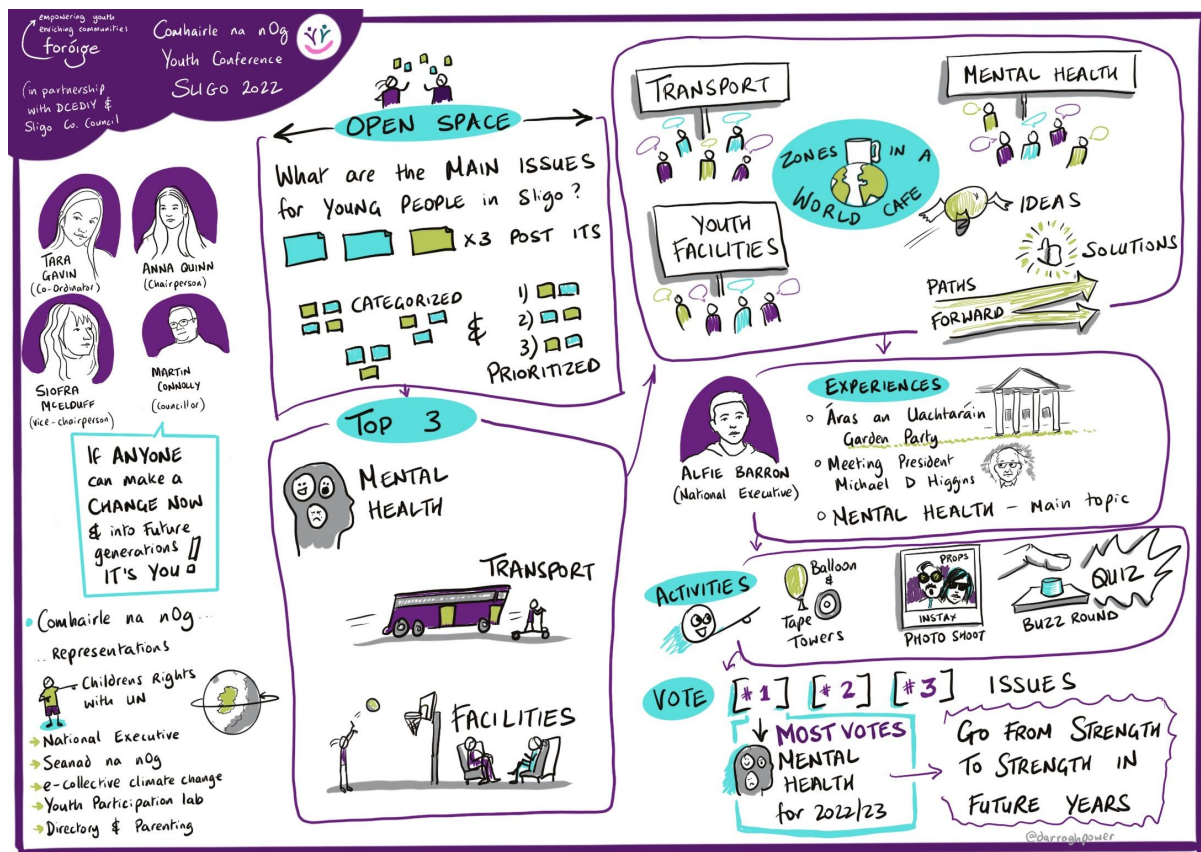 empowering youth
enriching communities
foróige
(in partnership
with DCEDIY &
Sligo Co. Council
Comhairle na nOg
Youth Conference
SLIGO 2022
TARA
GAVIN
(Co-Ordinator)
ANNA QUINN
(Chairperson)
SIOFRA
McELDUFF
(vice-chairperson)
MARTIN
CONNOLLY
(Councillor)
IF ANYONE
can make a
CHANGE NOW
& into Future
generations
IT'S YOU!
Comhairle na nOg...
.. Representations
Childrens Rights
with UN
National Executive
Seanad na nOg
e-collective climate change
Youth Participation lab
Directory & Parenting
OPEN SPACE
What are the MAIN ISSUES
for YOUNG PEOPLE in Sligo?
x3 POST ITS
CATEGORIZED
&
1)
2)
3)
PRIORITIZED
TOP 3
MENTAL
HEALTH
TRANSPORT
FACILITIES
TRANSPORT
MENTAL HEALTH
ZONES IN A
WORLD CAFE
YOUTH
FACILITIES
IDEAS
SOLUTIONS
PATHS
FORWARD
ALFIE BARRON
(National Executive)
EXPERIENCES
Áras an Uachtaráin
Garden Party
Meeting President
Michael D Higgins
MENTAL HEALTH - Main topic
ACTIVITIES
Balloon
&
Tape
Towers
PROPS
INSTAX
PHOTO SHOOT
BUZZ ROUND
QUIZ
VOTE
[#1] [#2] [#3] ISSUES
MOST VOTES
MENTAL
HEALTH
for 2022/23
GO FROM STRENGTH
TO STRENGTH IN
FUTURE YEARS
@darraghpower